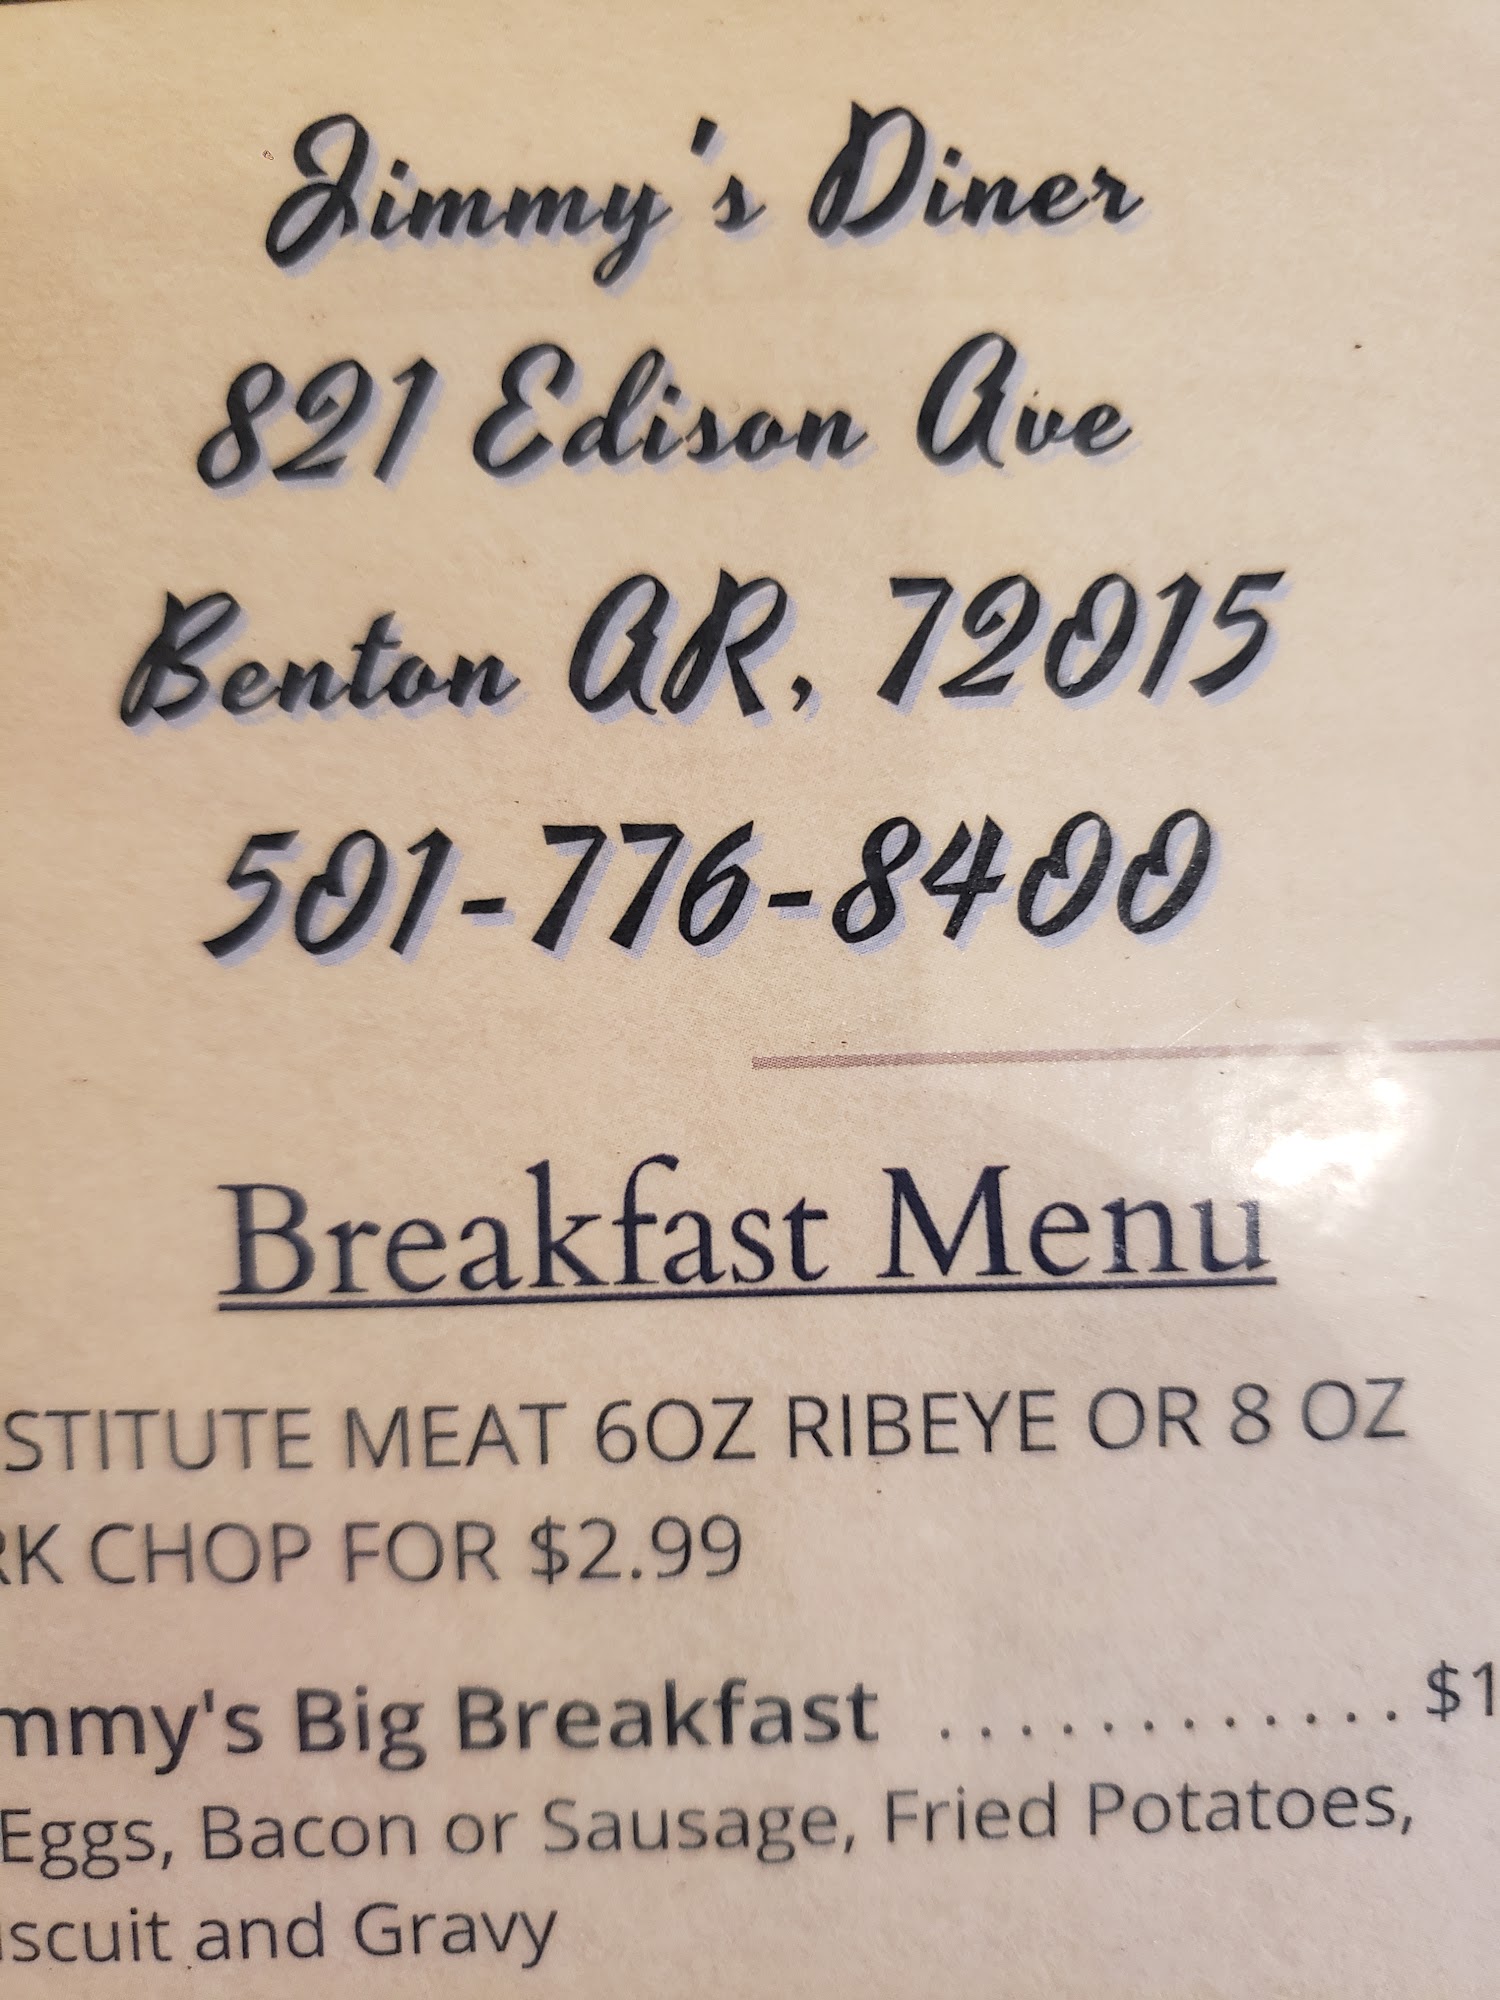 Jimmy's Diner
821 Edison Ave
Benton AR, 72015
501-776-8400
Breakfast Menu
STITUTE MEAT 6OZ RIBEYE OR 8 OZ
RK CHOP FOR $2.99
mmy's Big Breakfast ............. $1
Eggs, Bacon or Sausage, Fried Potatoes,
iscuit and Gravy